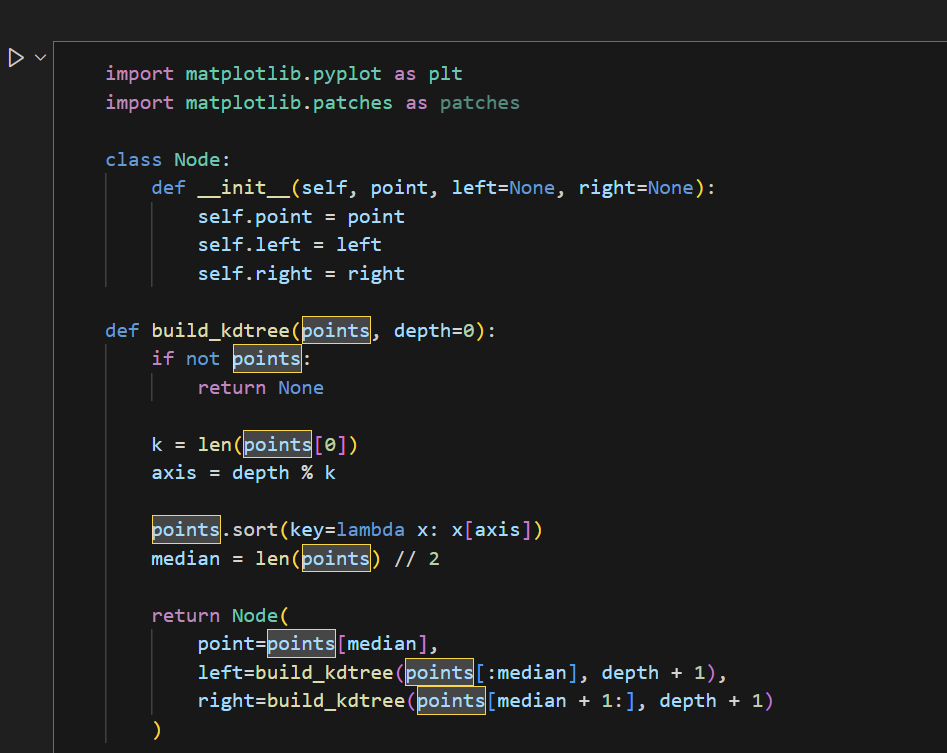 import matplotlib.pyplot as plt
import matplotlib.patches as patches
class Node:
    def __init__(self, point, left=None, right=None):
        self.point = point
        self.left = left
        self.right = right
def build_kdtree(points, depth=0):
    if not points:
        return None
    k = len(points[0])
    axis = depth % k
    points.sort(key=lambda x: x[axis])
    median = len(points) // 2
    return Node(
        point=points[median],
        left=build_kdtree(points[:median], depth + 1),
        right=build_kdtree(points[median + 1:], depth + 1)
    )